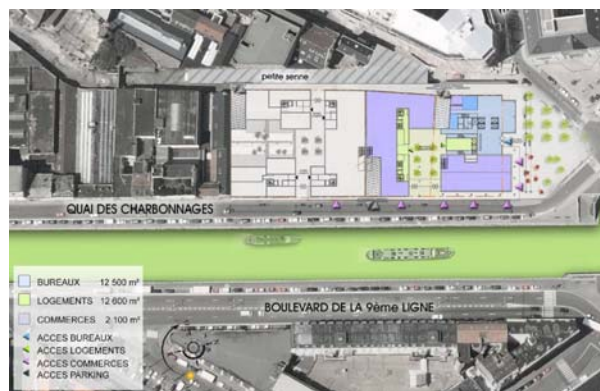 petite senne
QUAI DES CHARBONNAGES
BUREAUX 12 500 m²
LOGEMENTS 12 600 m²
COMMERCES 2 100 m²
ACCES BUREAUX
ACCES LOGEMENTS
ACCES COMMERCES
ACCES PARKING
BOULEVARD DE LA 9ème LIGNE